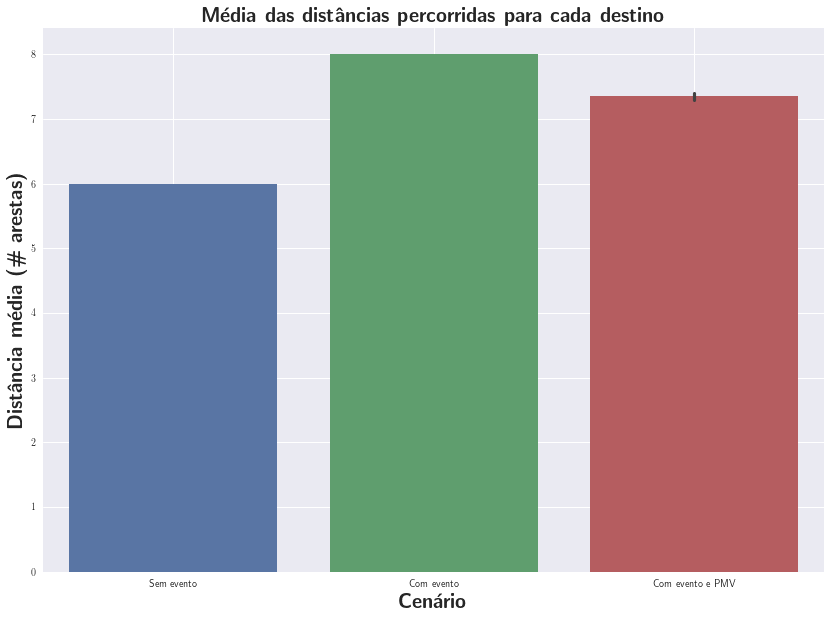 Média das distâncias percorridas para cada destino
Distância média (# arestas)
8
7
6
5
4
3
2
1
0
Sem evento
Com evento
Com evento e PMV
Cenário